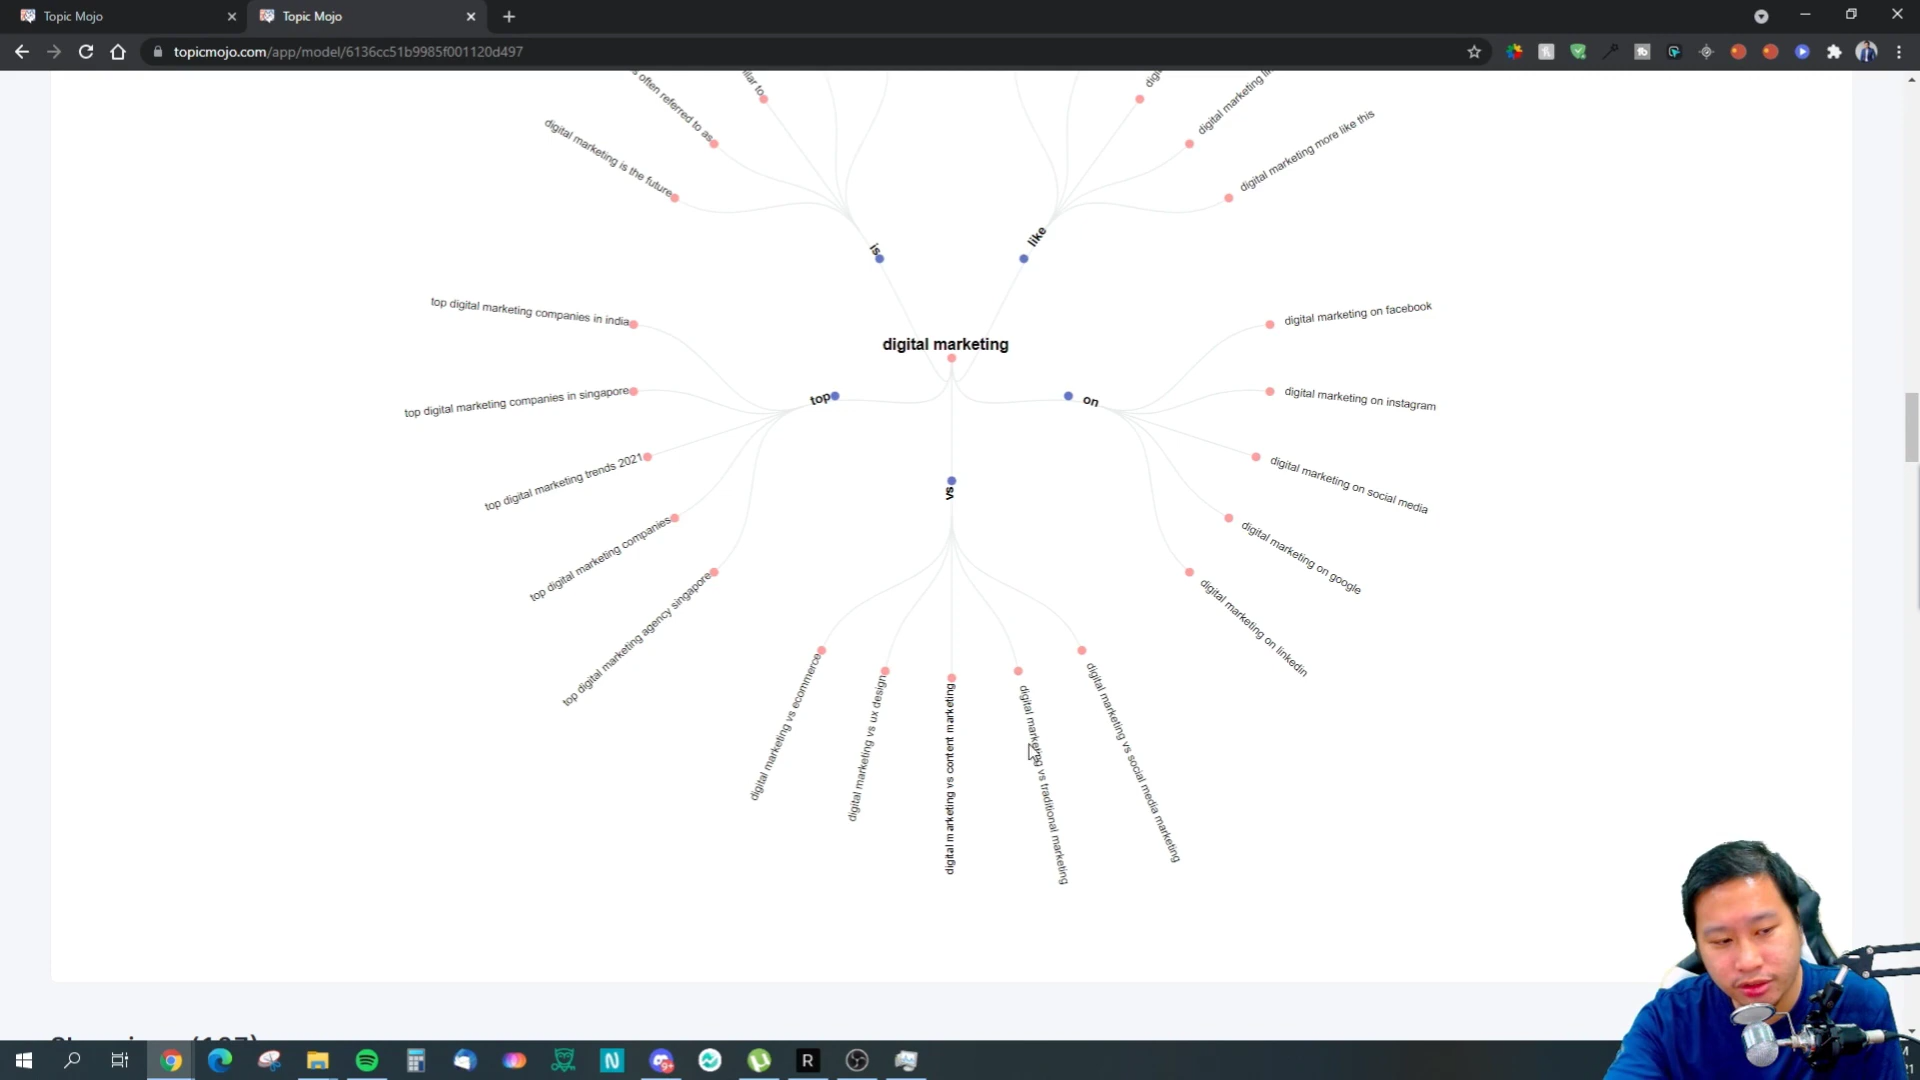 Topic Mojo
Topic Mojo
topicmojo.com/app/model/6136cc51b9985f001120d497
often referred to as
digital marketing is the future
digital marketing
digital marketing more like this
is
like
digital marketing
top digital marketing companies in india
top digital marketing companies in singapore
top digital marketing trends 2021
top digital marketing companies
top digital marketing agency singapore
top
on
digital marketing on facebook
digital marketing on instagram
digital marketing on social media
digital marketing on google
digital marketing on linkedin
vs
digital marketing vs ecommerce
digital marketing vs ux design
digital marketing vs content marketing
digital marketing vs traditional marketing
digital marketing vs social media marketing